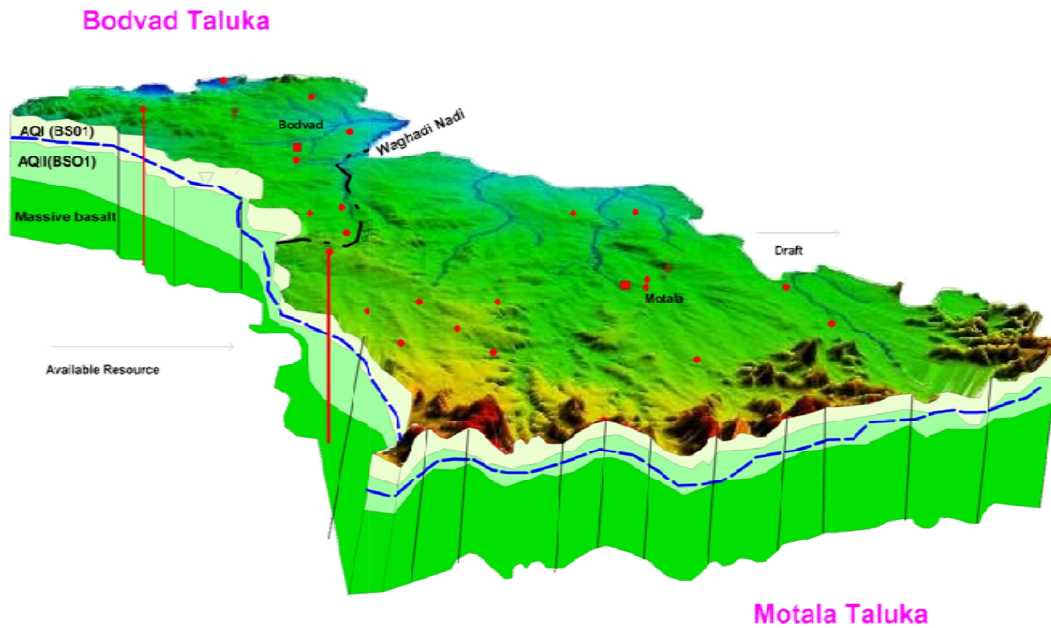 Bodvad Taluka
AQI (BS01)
Bodvad
Waghadi Nadi
AQII(BSO1)
Massive basalt
Draft
Motala
Available Resource
Motala Taluka